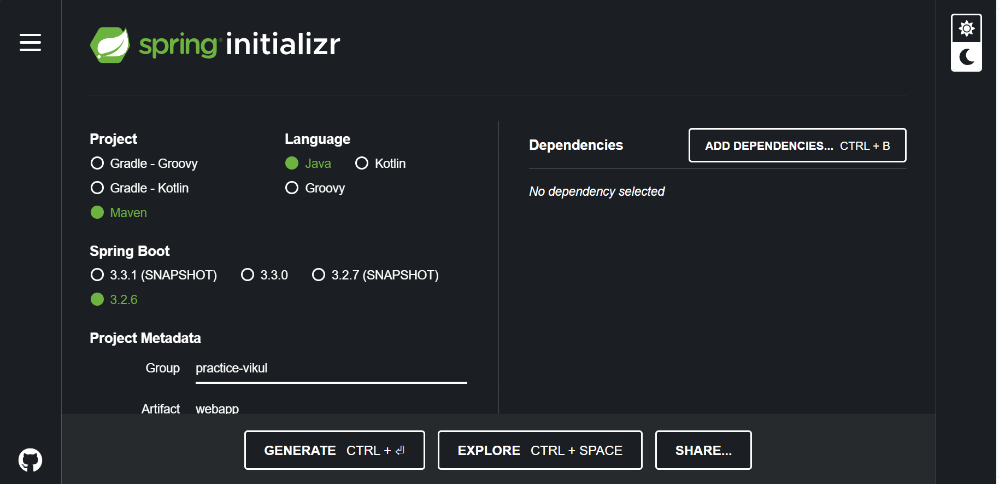 spring initializr
Project
Gradle - Groovy
Gradle - Kotlin
Maven
Language
Java Kotlin
Groovy
Spring Boot
3.3.1 (SNAPSHOT) 3.3.0 3.2.7 (SNAPSHOT)
3.2.6
Project Metadata
Group practice-vikul
Artifact webapp
Dependencies
ADD DEPENDENCIES... CTRL + B
No dependency selected
GENERATE CTRL + ⏎
EXPLORE CTRL + SPACE
SHARE...